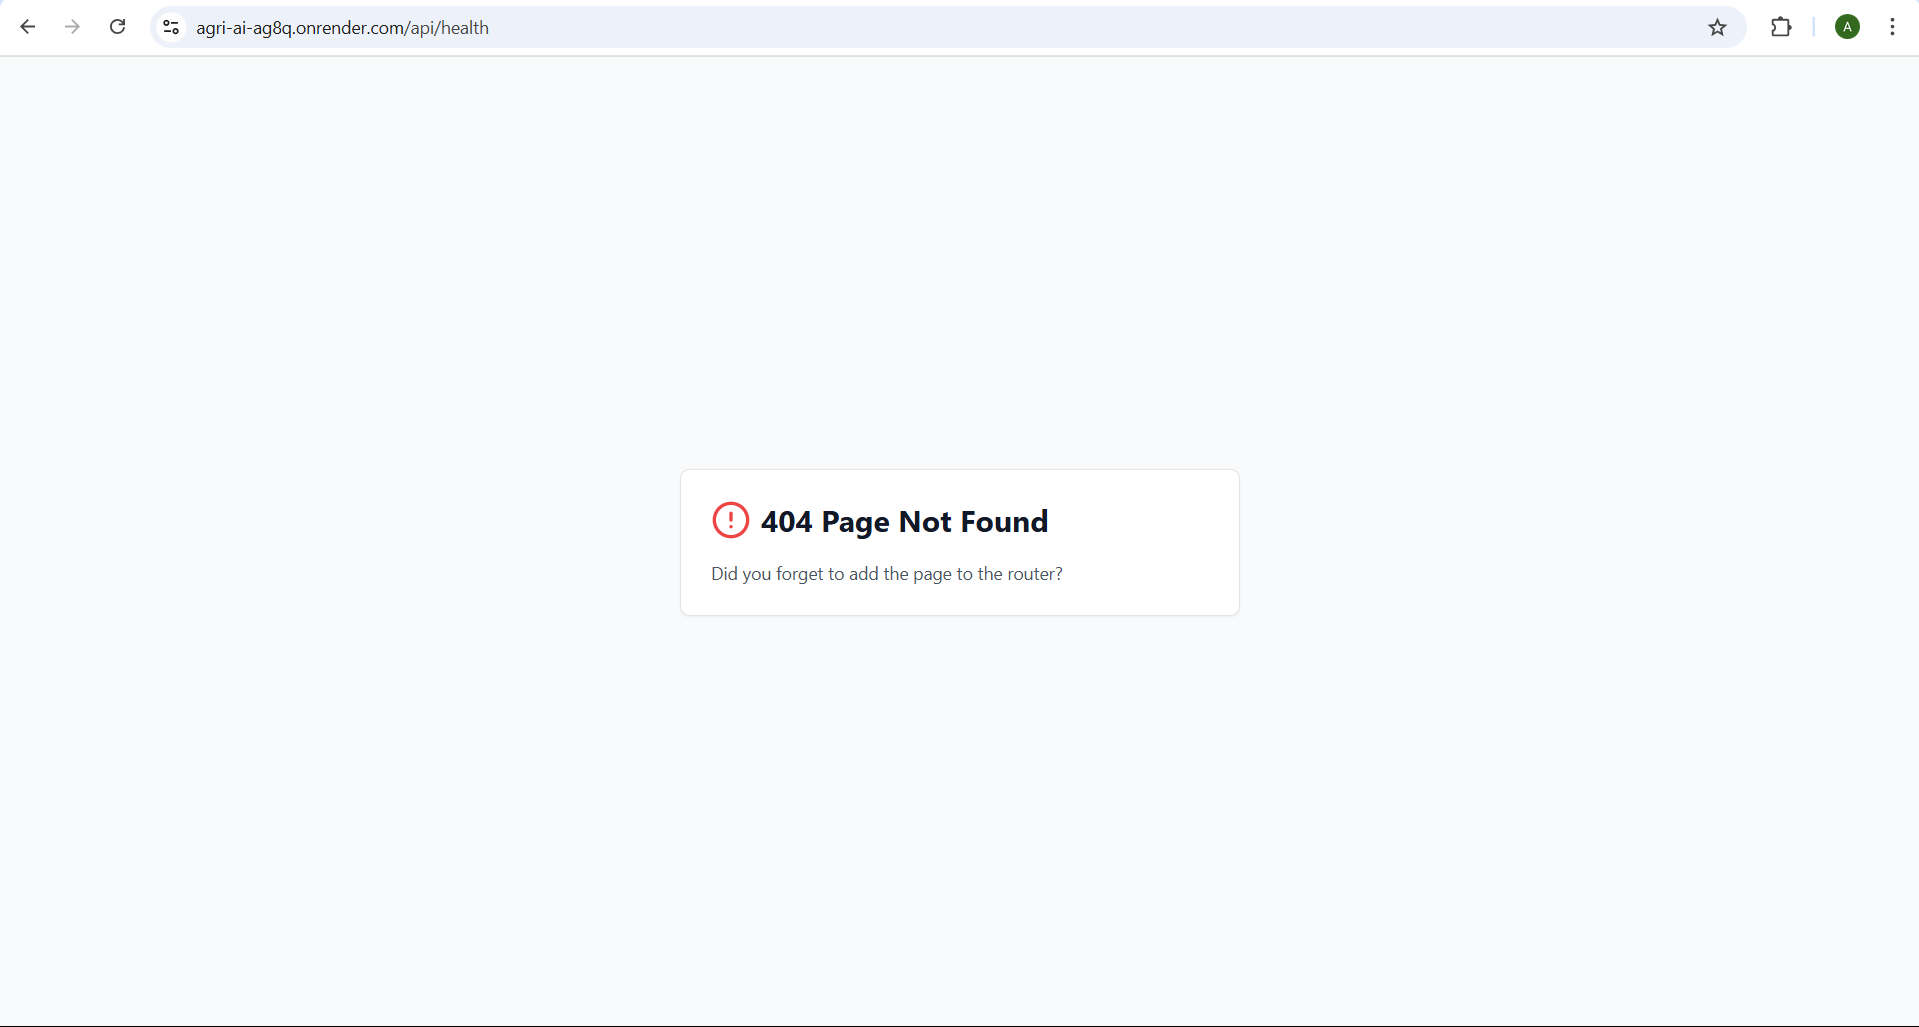 agri-ai-ag8q.onrender.com/api/health
A
404 Page Not Found
Did you forget to add the page to the router?